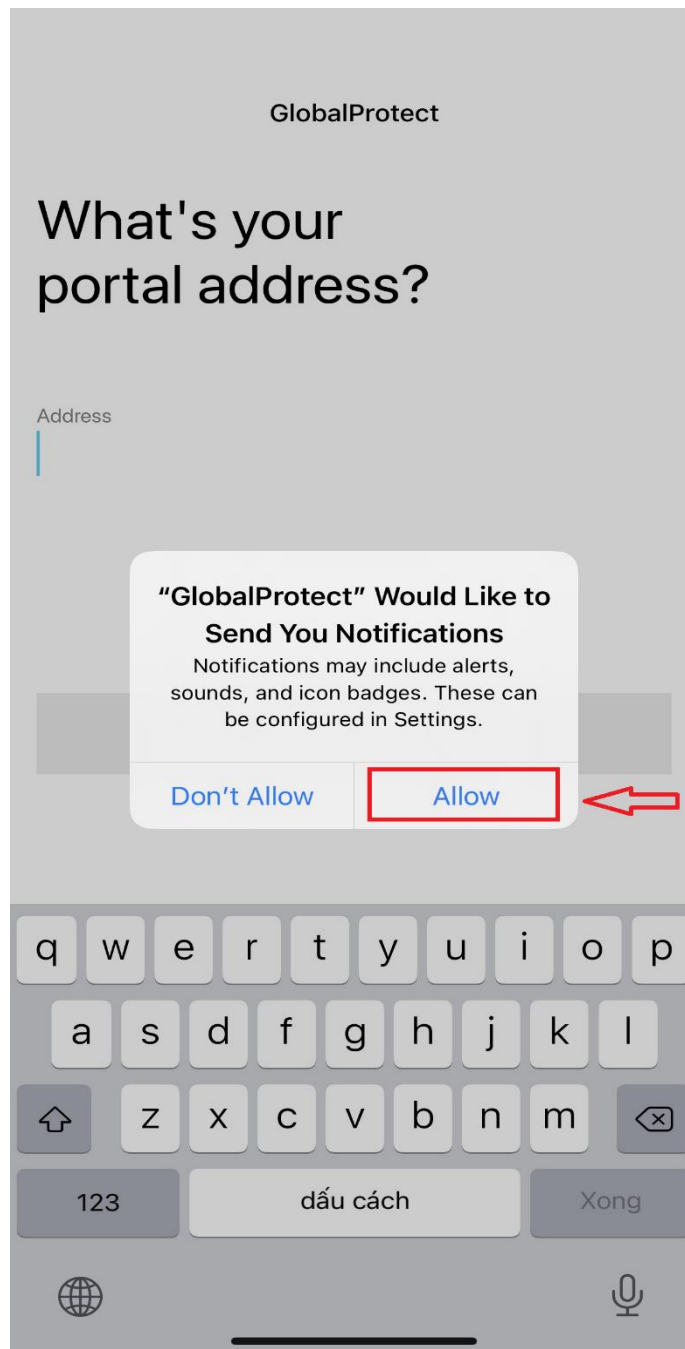 GlobalProtect
What's your
portal address?
Address
“GlobalProtect” Would Like to
Send You Notifications
Notifications may include alerts,
sounds, and icon badges. These can
be configured in Settings.
Don’t Allow Allow
q w e r t y u i o p
a s d f g h j k l
z x c v b n m
123 dấu cách Xong